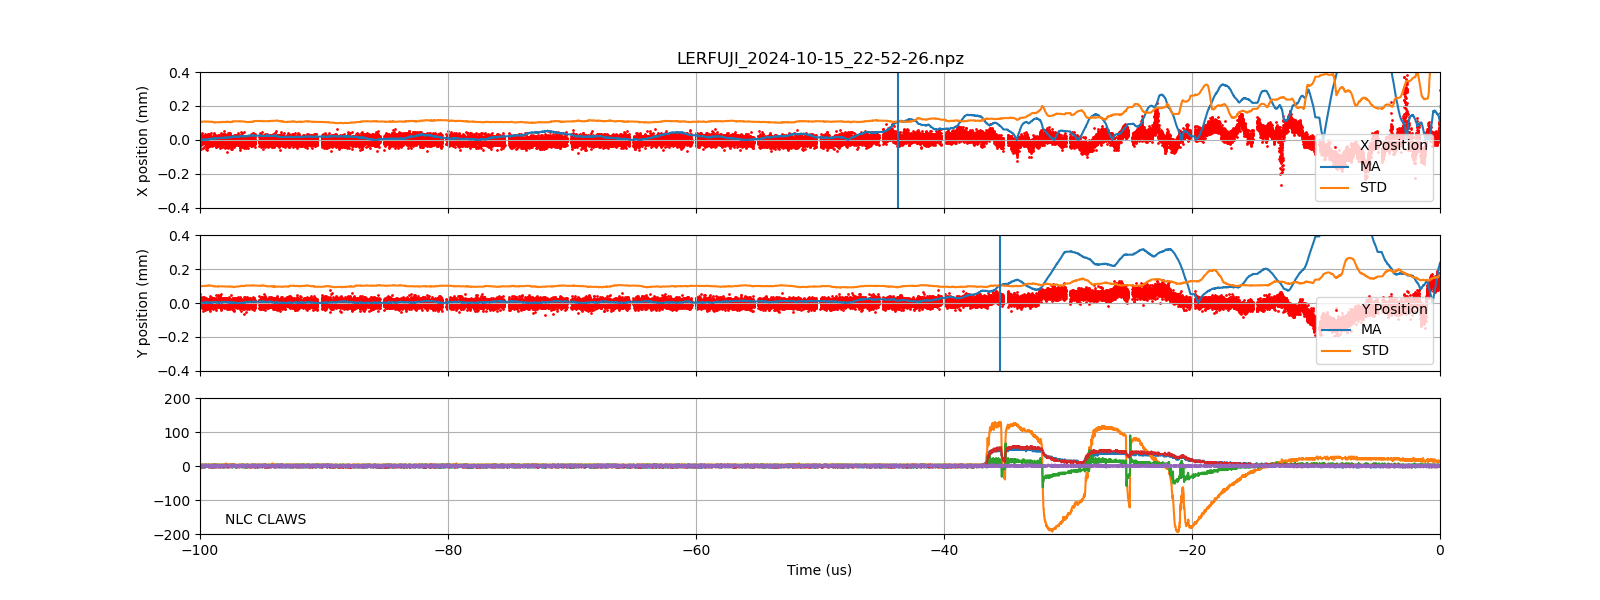 LERFUJI_2024-10-15_22-52-26.npz
X position (mm)
0.4
0.2
0.0
−0.2
−0.4
X Position
MA
STD
Y position (mm)
0.4
0.2
0.0
−0.2
−0.4
Y Position
MA
STD
200
100
0
−100
−200
NLC CLAWS
−100 −80 −60 −40 −20 0
Time (us)